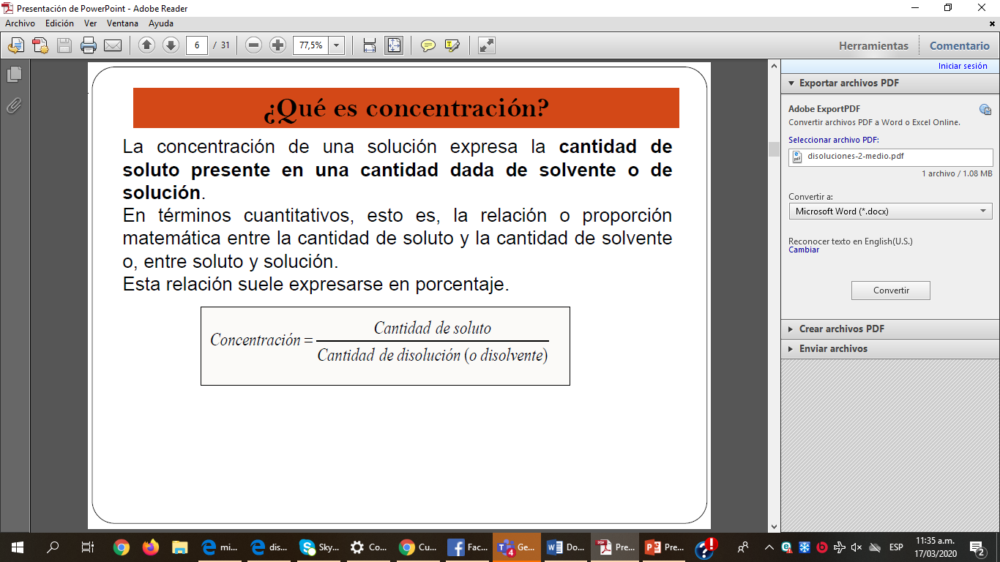 Presentación de PowerPoint - Adobe Reader
Archivo Edición Ver Ventana Ayuda
6 / 31 77,5% Herramientas Comentario
Iniciar sesión
¿Qué es concentración?
La concentración de una solución expresa la cantidad de
soluto presente en una cantidad dada de solvente o de
solución.
En términos cuantitativos, esto es, la relación o proporción
matemática entre la cantidad de soluto y la cantidad de solvente
o, entre soluto y solución.
Esta relación suele expresarse en porcentaje.
Concentración = Cantidad de soluto
Cantidad de disolución (o disolvente)
Exportar archivos PDF
Adobe ExportPDF
Convertir archivos PDF a Word o Excel Online.
Seleccionar archivo PDF:
disoluciones-2-medio.pdf
1 archivo / 1.08 MB
Convertir a:
Microsoft Word (*.docx)
Reconocer texto en English(U.S.)
Cambiar
Convertir
Crear archivos PDF
Enviar archivos
mi... dis... Sky... Co... Cu... Fac... Ge... Do... Pre... Pre... ESP 11:35 a.m.
17/03/2020
4
2